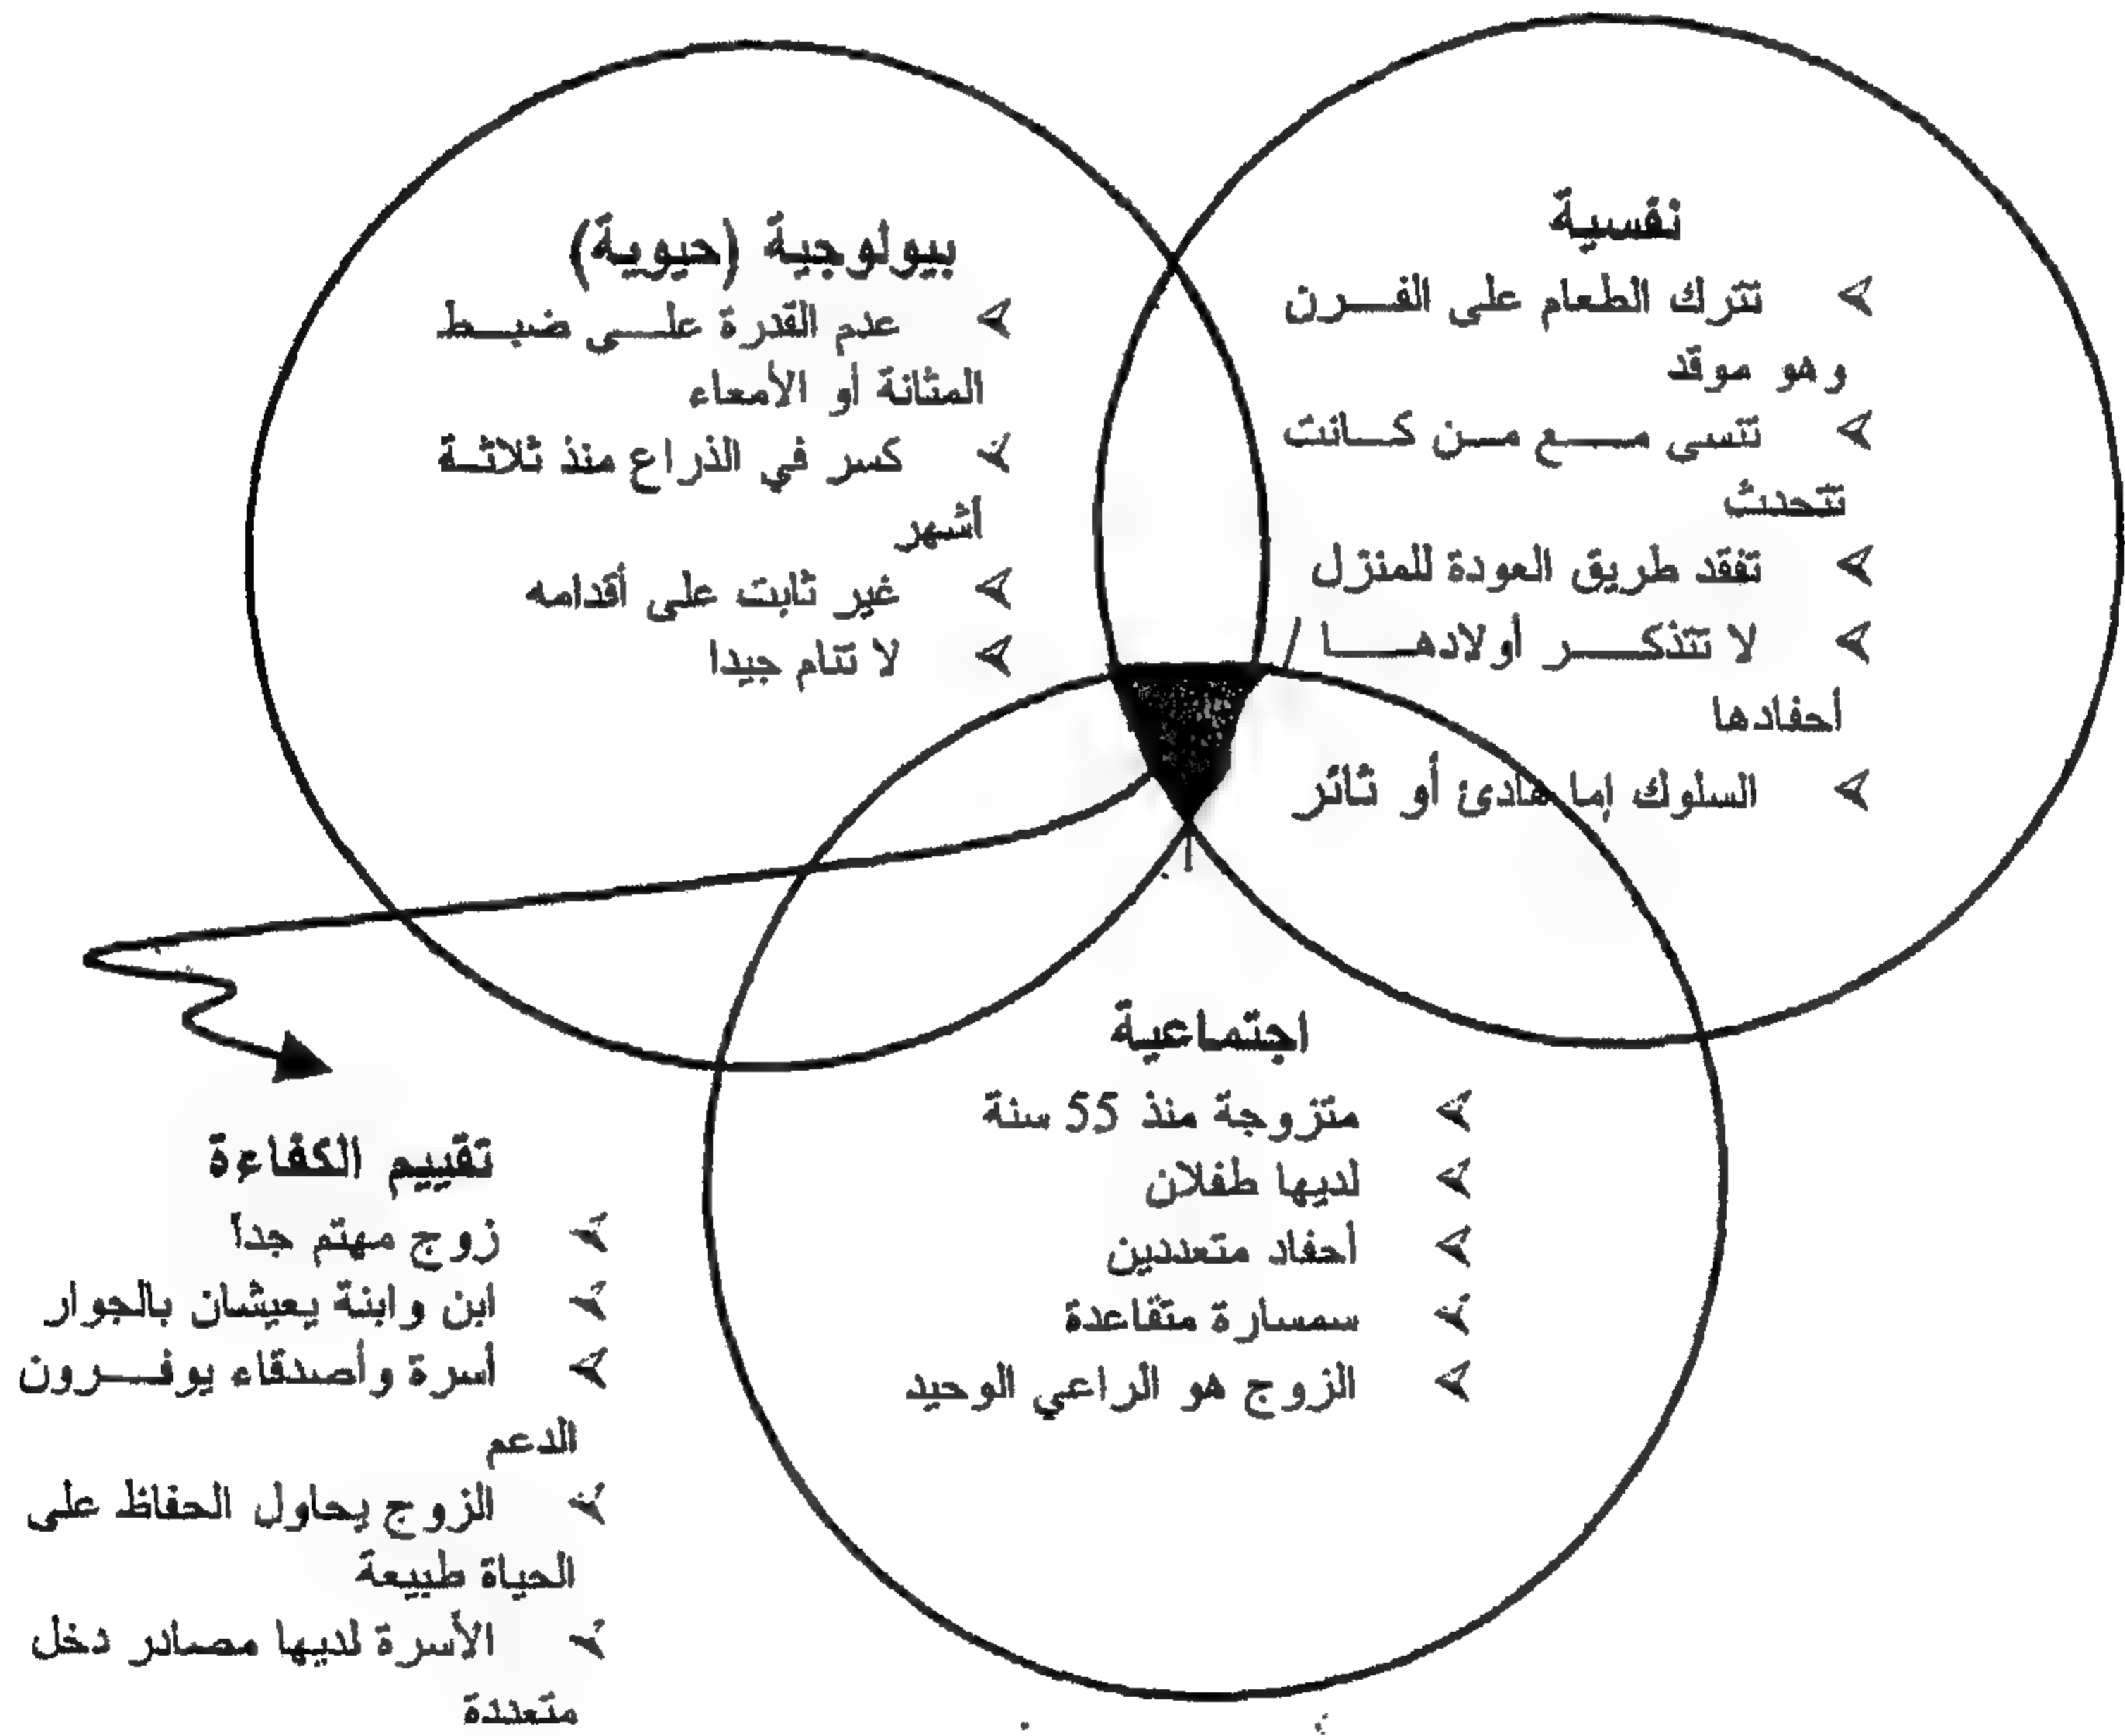 نفسية
➢ تترك الطعام على الفرن
وهو موقد
➢ تنسى مع من كانت
تتحدث
➢ تفقد طريق العودة للمنزل
➢ لا تتذكر أولادها /
أحفادها
➢ السلوك إما هادئ أو ثائر
بيولوجية (حيوية)
➢ عدم القدرة على ضبط
المثانة أو الأمعاء
➢ كسر في الذراع منذ ثلاثة
أشهر
➢ غير ثابت على أقدامه
➢ لا تنام جيدا
اجتماعية
➢ متزوجة منذ 55 سنة
➢ لديها طفلان
➢ أحفاد متعددين
➢ سمسارة متقاعدة
➢ الزوج هو الراعي الوحيد
تقييم الكفاءة
➢ زوج مهتم جدا
➢ ابن وابنة يعيشان بالجوار
➢ أسرة وأصدقاء يوفرون
الدعم
➢ الزوج يحاول الحفاظ على
الحياة طبيعة
➢ الأسرة لديها مصادر دخل
متعددة